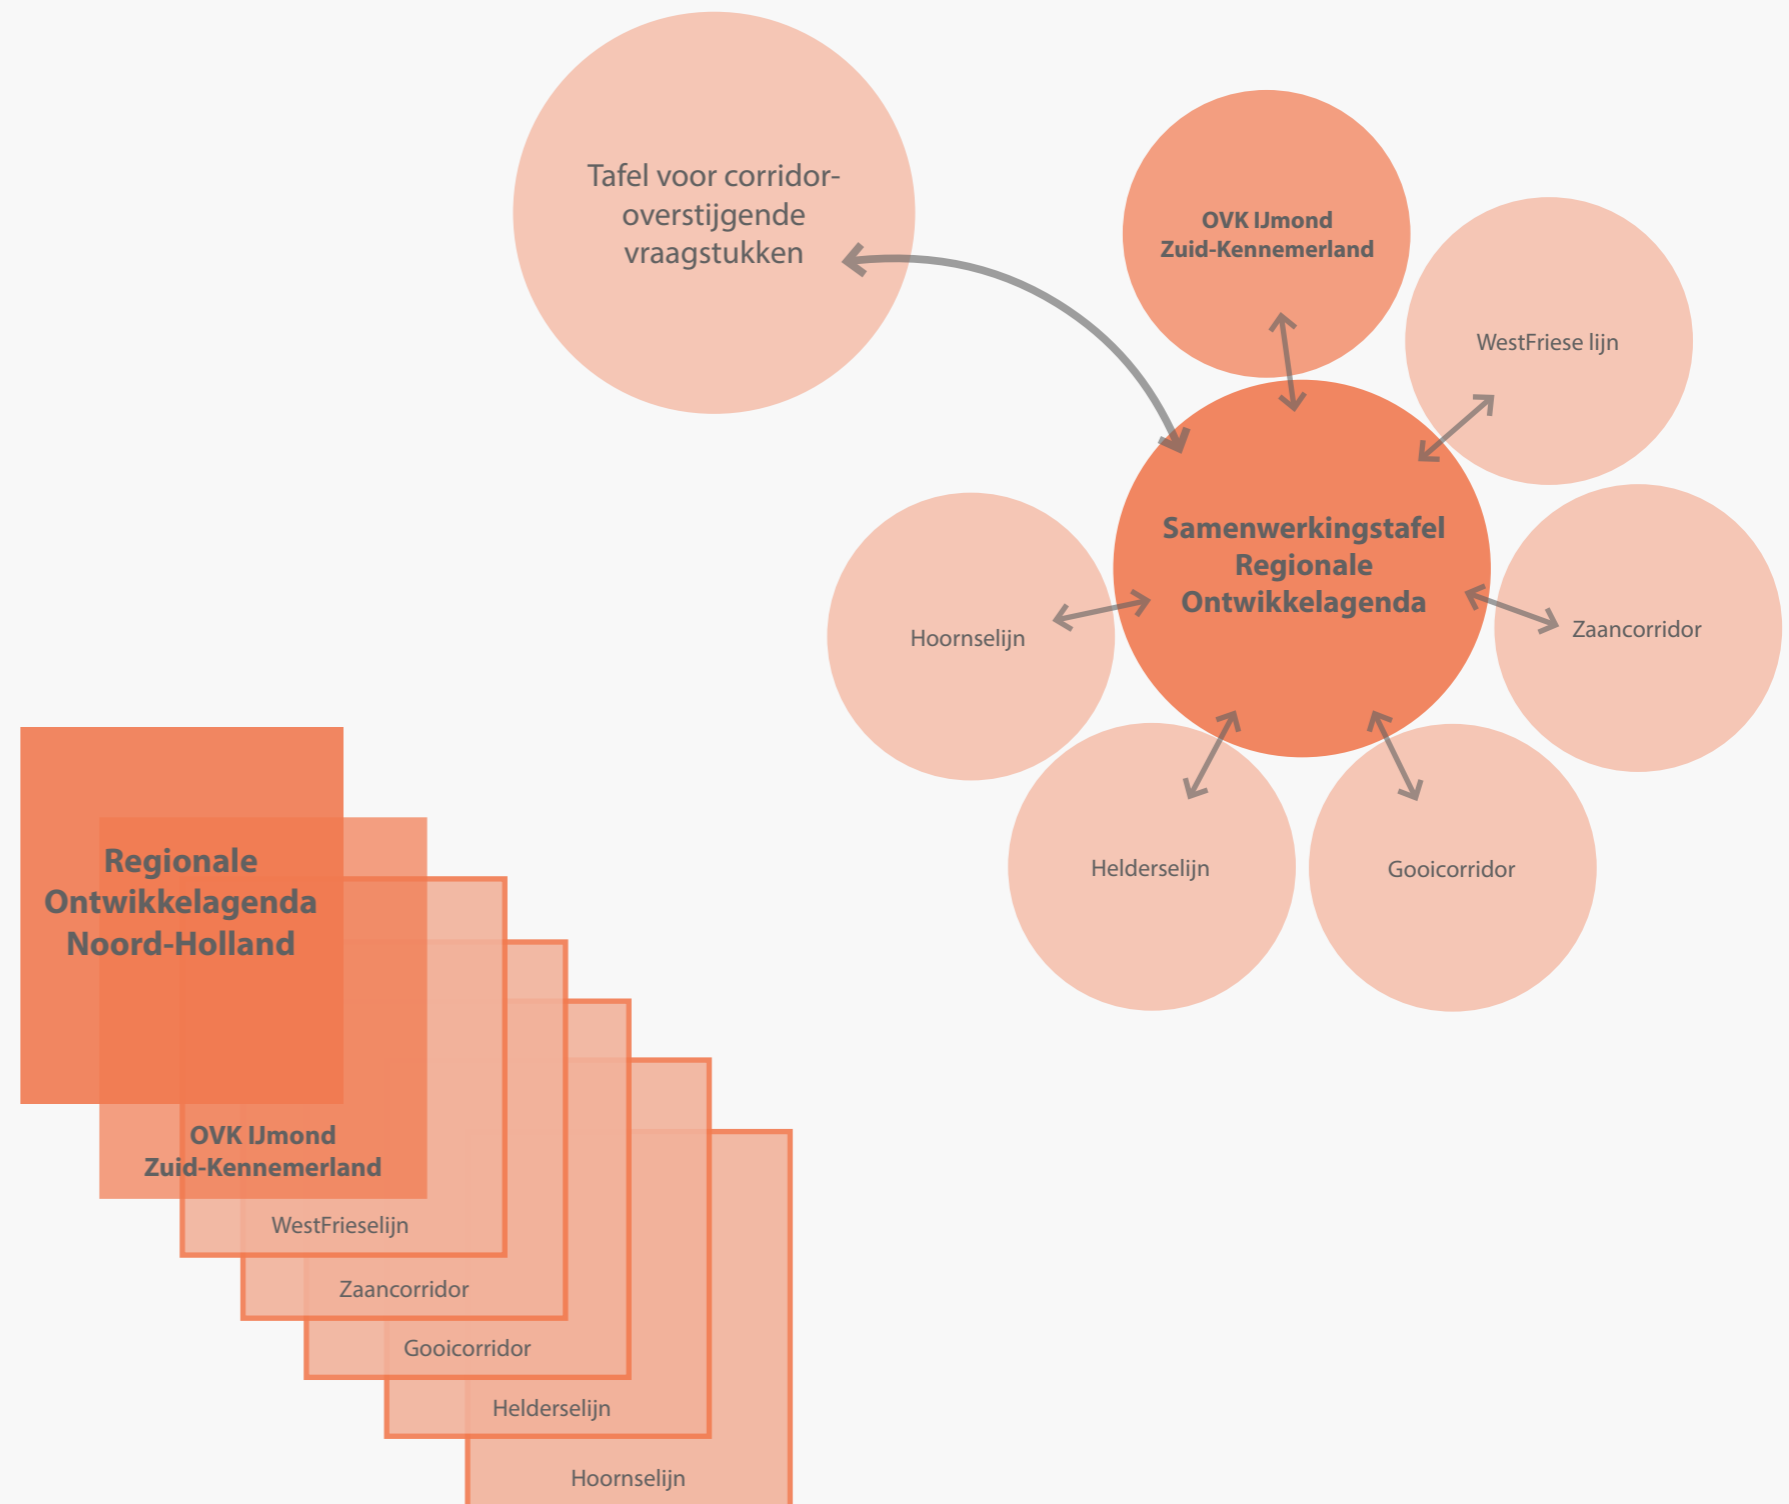 Tafel voor corridor-
overstijgende
vraagstukken
OVK IJmond
Zuid-Kennemerland
WestFriese lijn
Samenwerkingstafel
Regionale
Ontwikkelagenda
Hoornselijn
Zaancorridor
Helderselijn
Gooicorridor
Regionale
Ontwikkelagenda
Noord-Holland
OVK IJmond
Zuid-Kennemerland
WestFrieselijn
Zaancorridor
Gooicorridor
Helderselijn
Hoornselijn